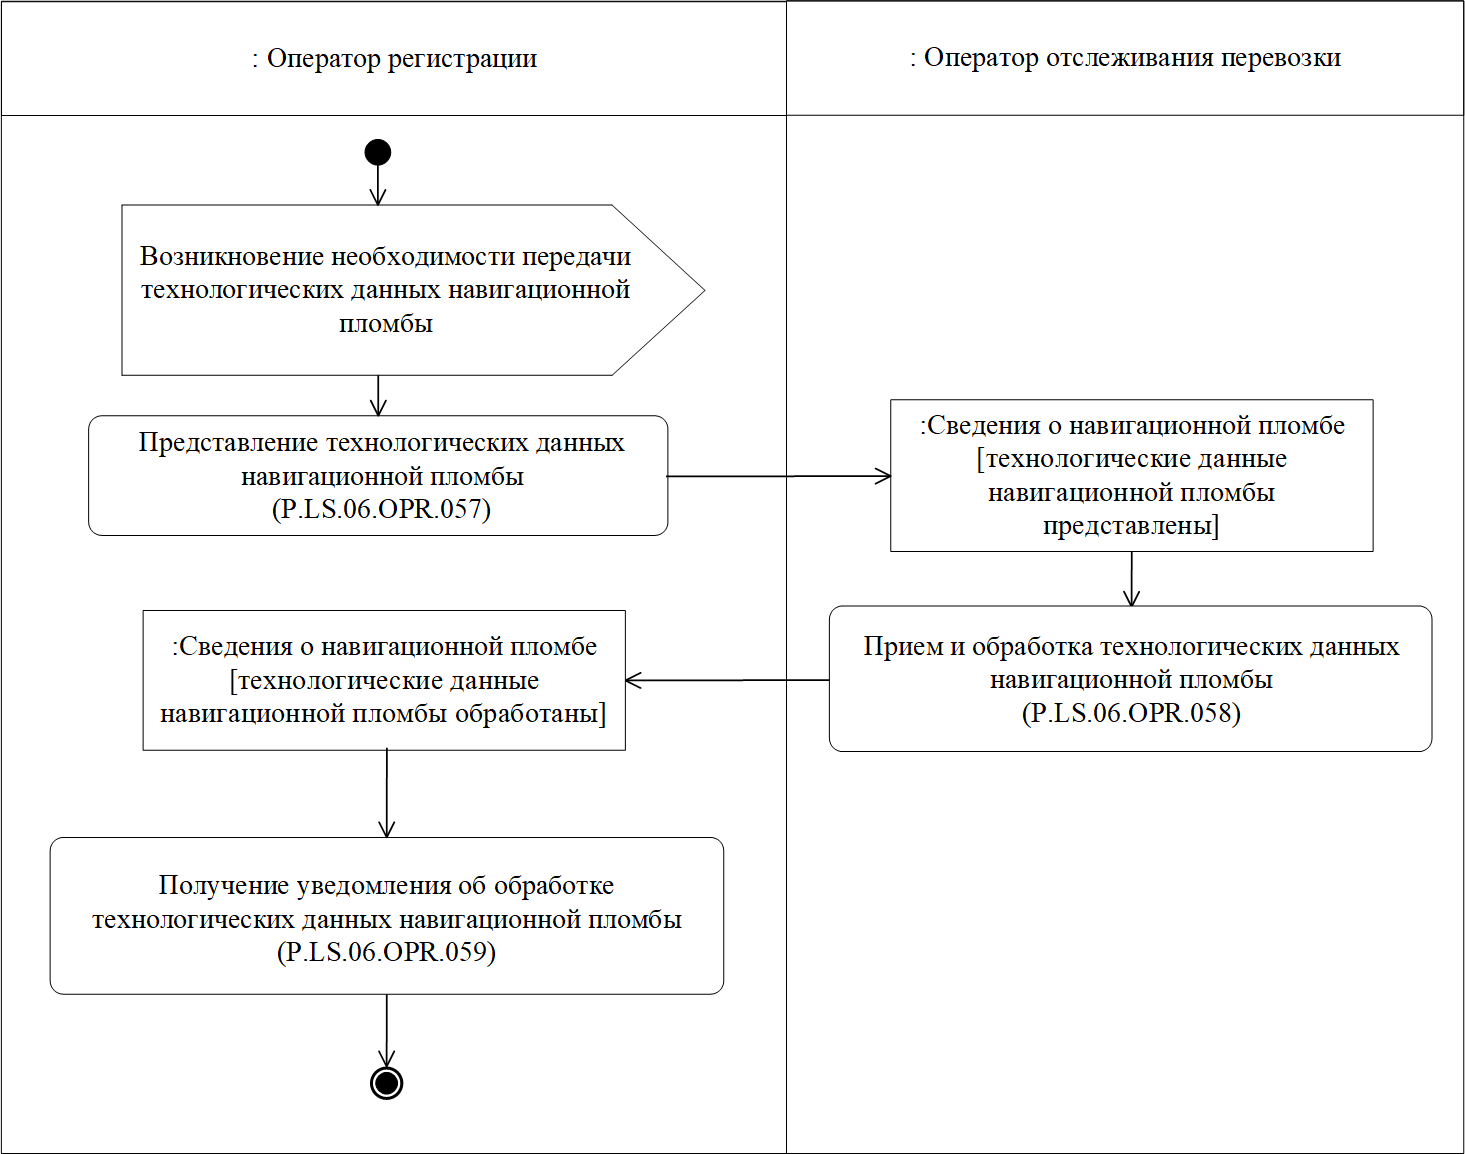 : Оператор регистрации
: Оператор отслеживания перевозки
Возникновение необходимости передачи
технологических данных навигационной
пломбы
Представление технологических данных
навигационной пломбы
(P.LS.06.OPR.057)
:Сведения о навигационной пломбе
[технологические данные
навигационной пломбы
представлены]
:Сведения о навигационной пломбе
[технологические данные
навигационной пломбы обработаны]
Прием и обработка технологических данных
навигационной пломбы
(P.LS.06.OPR.058)
Получение уведомления об обработке
технологических данных навигационной пломбы
(P.LS.06.OPR.059)